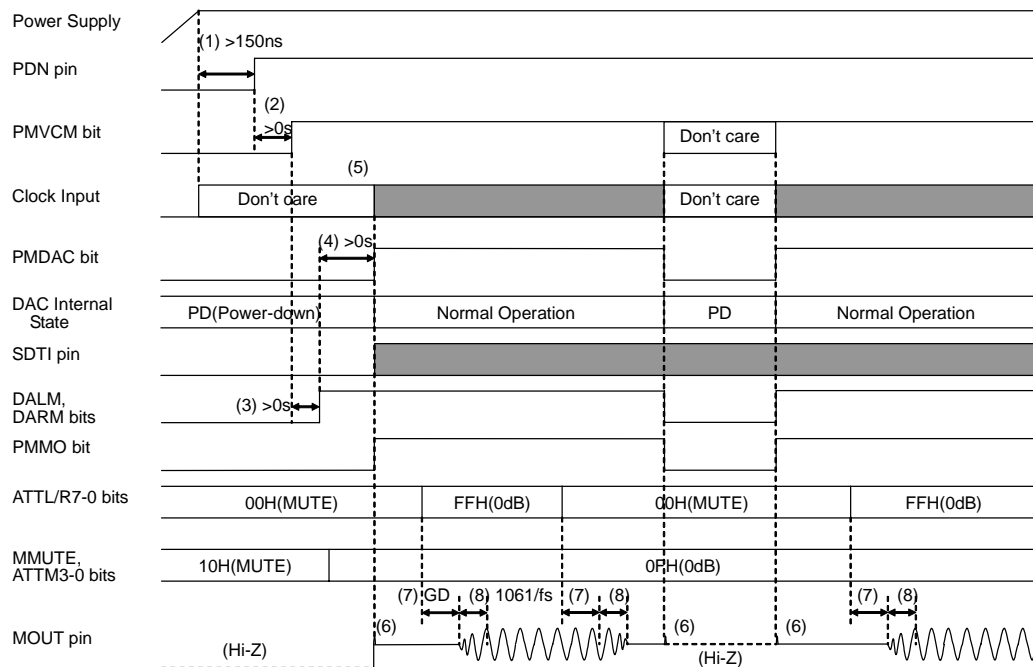 Power Supply
(1) >150ns
PDN pin
(2)
>0s
PMVCM bit
Don't care
(5)
Clock Input
Don't care
Don't care
(4) >0s
PMDAC bit
DAC Internal
State
PD(Power-down)
Normal Operation
PD
Normal Operation
SDTI pin
DALM,
DARM bits
(3) >0s
PMMO bit
ATTL/R7-0 bits
00H(MUTE)
FFH(0dB)
00H(MUTE)
FFH(0dB)
MMUTE,
ATTM3-0 bits
10H(MUTE)
0FH(0dB)
(7) GD (8) 1061/fs (7) (8) (7) (8)
MOUT pin
(6) (6) (6)
(Hi-Z) (Hi-Z)